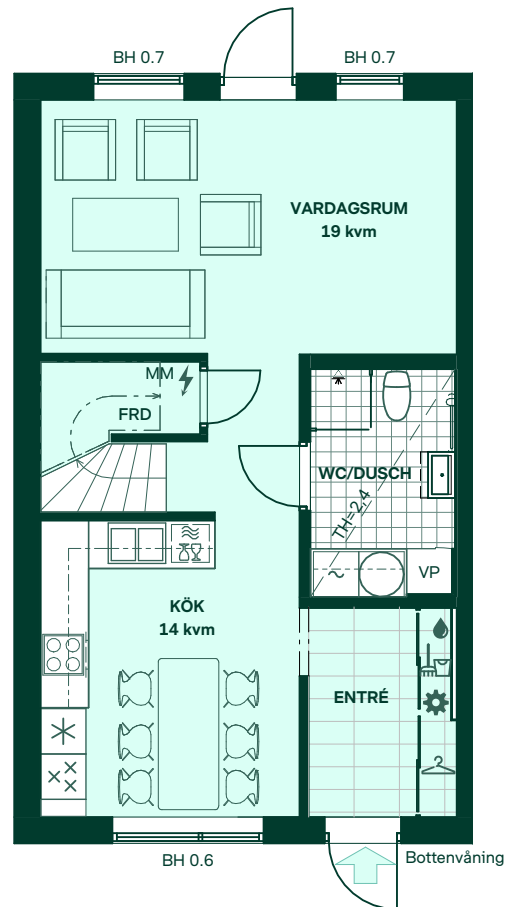 BH 0.7
BH 0.7
VARDAGSRUM
19 kvm
MM
FRD
WC/DUSCH
TH=2,4
VP
KÖK
14 kvm
ENTRÉ
BH 0.6
Bottenvåning